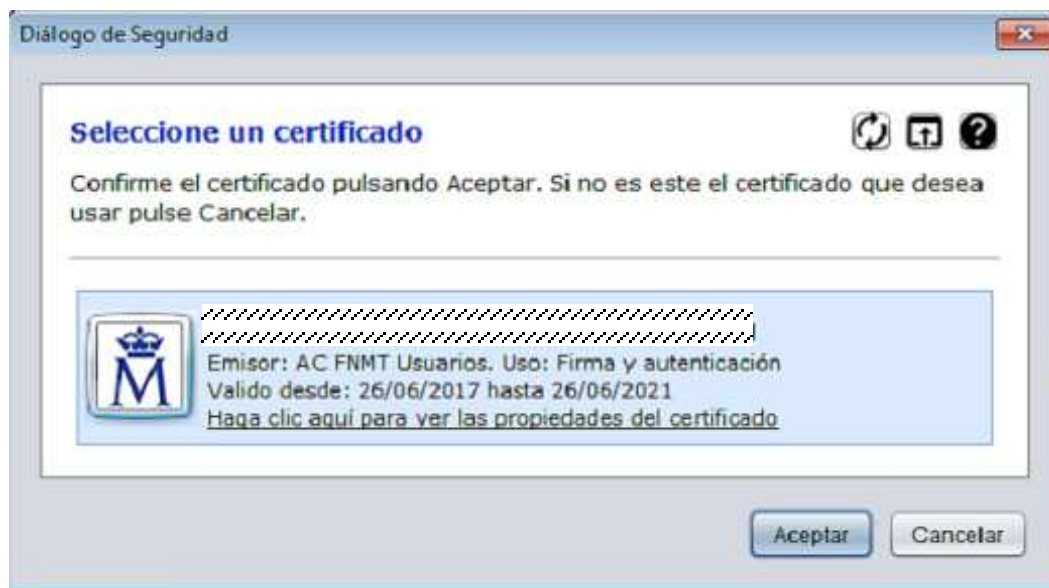 Diálogo de Seguridad
Seleccione un certificado
Confirme el certificado pulsando Aceptar. Si no es este el certificado que desea
usar pulse Cancelar.
M
Emisor: AC FNMT Usuarios. Uso: Firma y autenticación
Valido desde: 26/06/2017 hasta 26/06/2021
Haga clic aquí para ver las propiedades del certificado
Aceptar
Cancelar